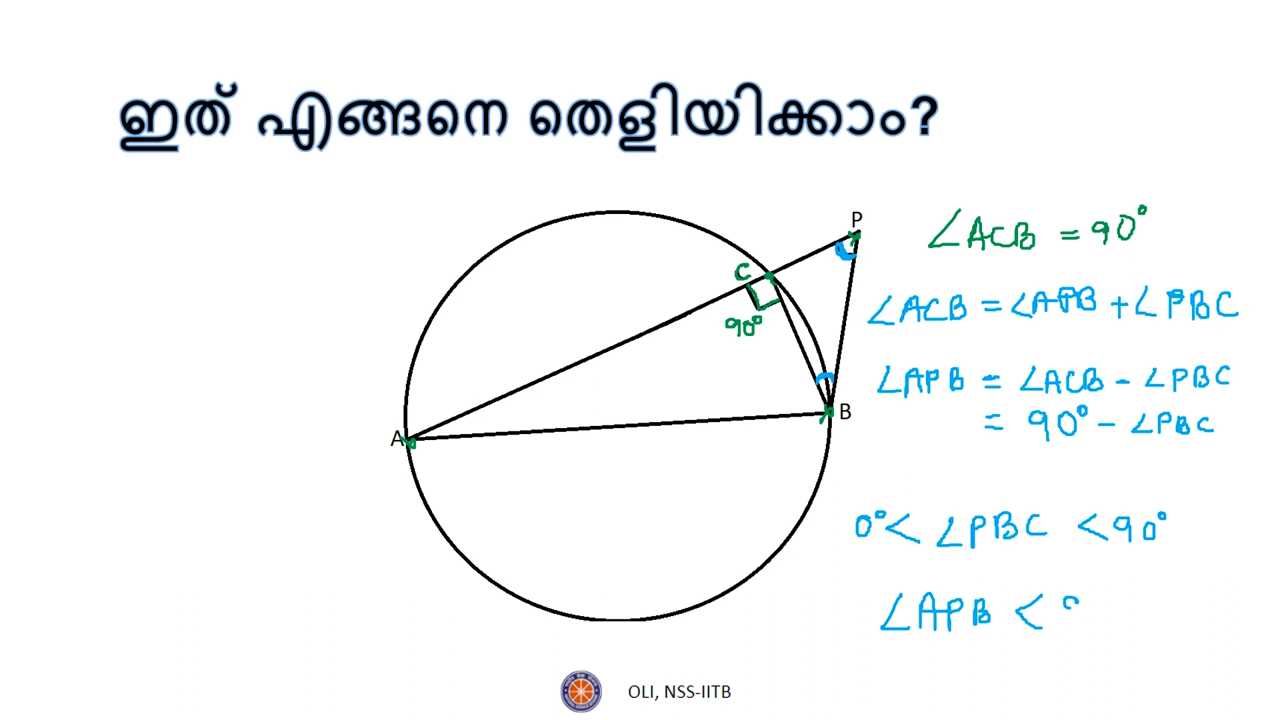 ഇത് എങ്ങനെ തെളിയിക്കാം?
P
C
90°
A
B
∠ACB = 90°
∠ACB = ∠APB + ∠PBC
∠APB = ∠ACB - ∠PBC
= 90° - ∠PBC
0° < ∠PBC < 90°
∠APB <
OLI, NSS-IITB